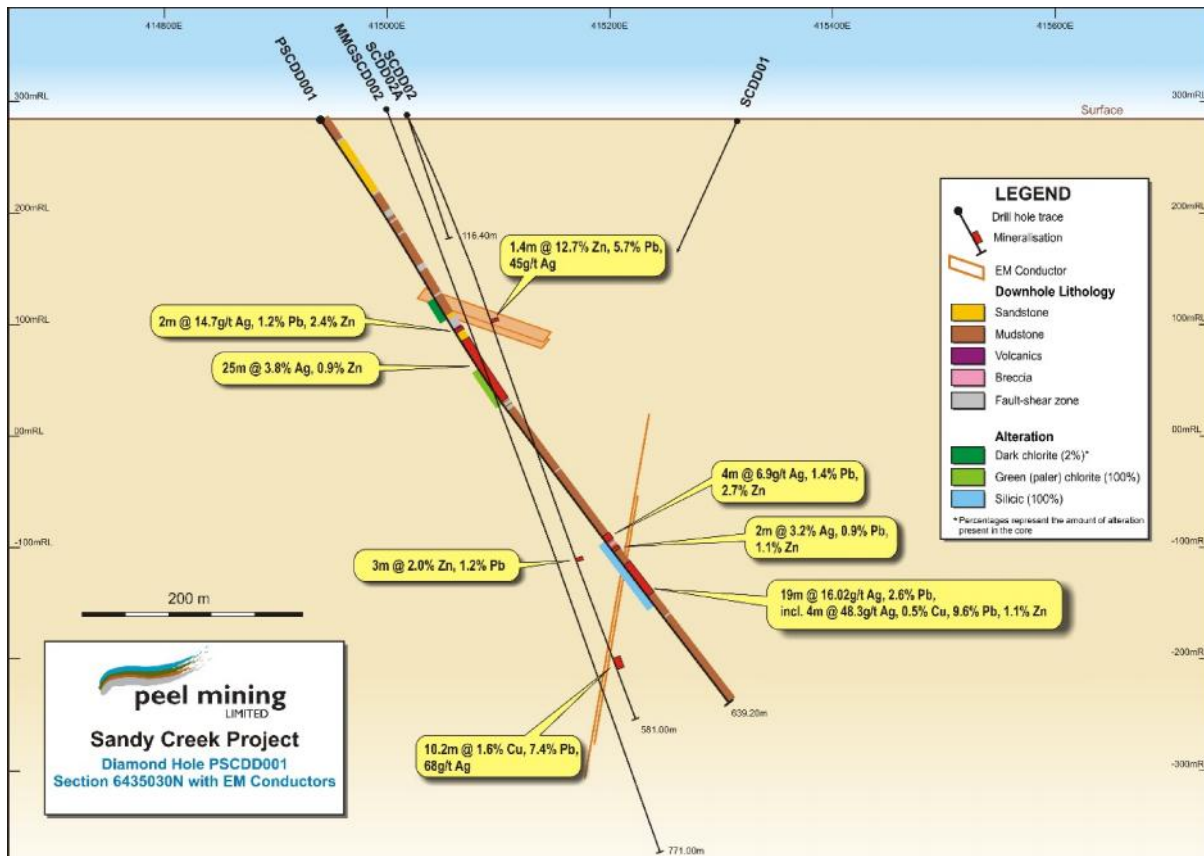 414800E
415000E
415200E
415400E
415600E
PSCDD001
MMGSCD002
SCDD02A
SCDD02
SCDD01
300mRL
300mRL
Surface
200mRL
200mRL
116.40m
1.4m @ 12.7% Zn, 5.7% Pb,
45g/t Ag
100mRL
100mRL
2m @ 14.7g/t Ag, 1.2% Pb, 2.4% Zn
25m @ 3.8% Ag, 0.9% Zn
00mRL
00mRL
4m @ 6.9g/t Ag, 1.4% Pb,
2.7% Zn
2m @ 3.2% Ag, 0.9% Pb,
1.1% Zn
-100mRL
-100mRL
3m @ 2.0% Zn, 1.2% Pb
19m @ 16.02g/t Ag, 2.6% Pb,
incl. 4m @ 48.3g/t Ag, 0.5% Cu, 9.6% Pb, 1.1% Zn
-200mRL
639.20m
581.00m
10.2m @ 1.6% Cu, 7.4% Pb,
68g/t Ag
-300mRL
771.00m
LEGEND
Drill hole trace
Mineralisation
EM Conductor
Downhole Lithology
Sandstone
Mudstone
Volcanics
Breccia
Fault-shear zone
Alteration
Dark chlorite (2%)*
Green (paler) chlorite (100%)
Silicic (100%)
* Percentages represent the amount of alteration
present in the core
200 m
peel mining
LIMITED
Sandy Creek Project
Diamond Hole PSCDD001
Section 6435030N with EM Conductors